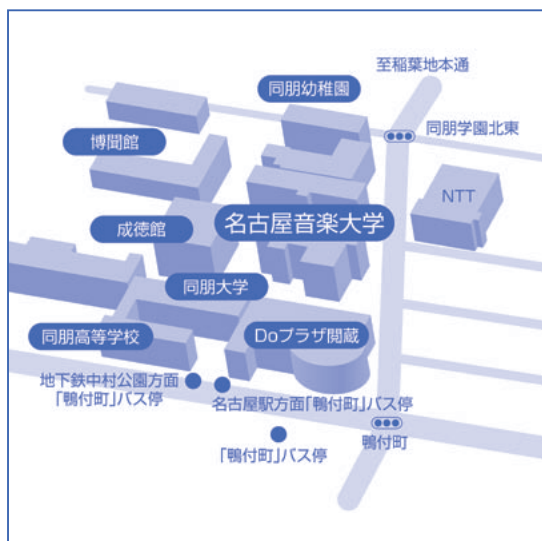 至稲葉地本通
同朋幼稚園
同朋学園北東
博聞館
NTT
成徳館
名古屋音楽大学
同朋大学
同朋高等学校
Doプラザ閲蔵
地下鉄中村公園方面
「鴨付町」バス停
名古屋駅方面「鴨付町」バス停
「鴨付町」バス停
鴨付町